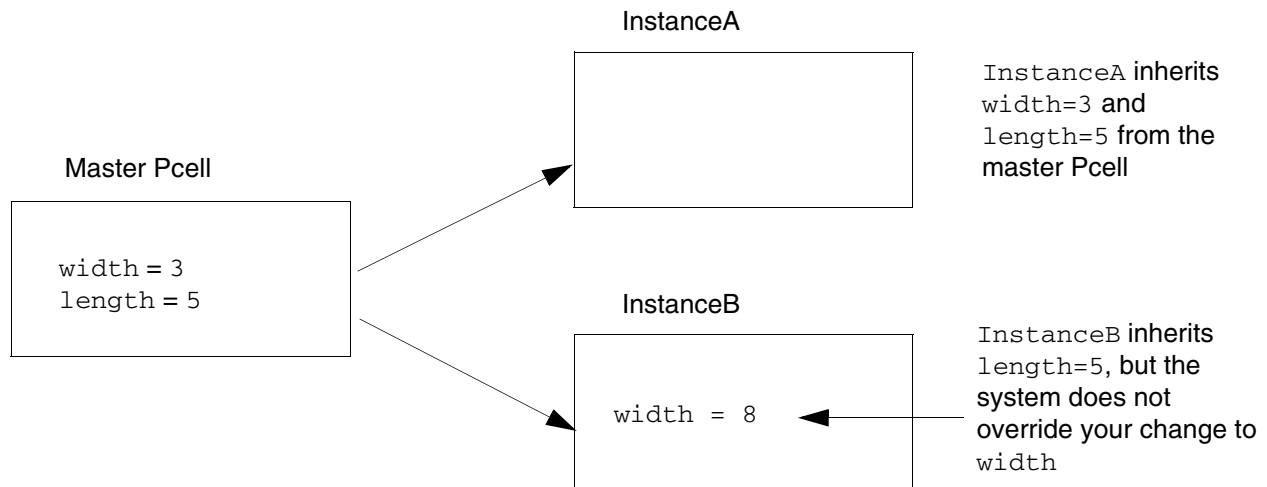 InstanceA
InstanceA inherits
width=3 and
length=5 from the
master Pcell
Master Pcell
width = 3
length = 5
InstanceB
width = 8
InstanceB inherits
length=5, but the
system does not
override your change to
width